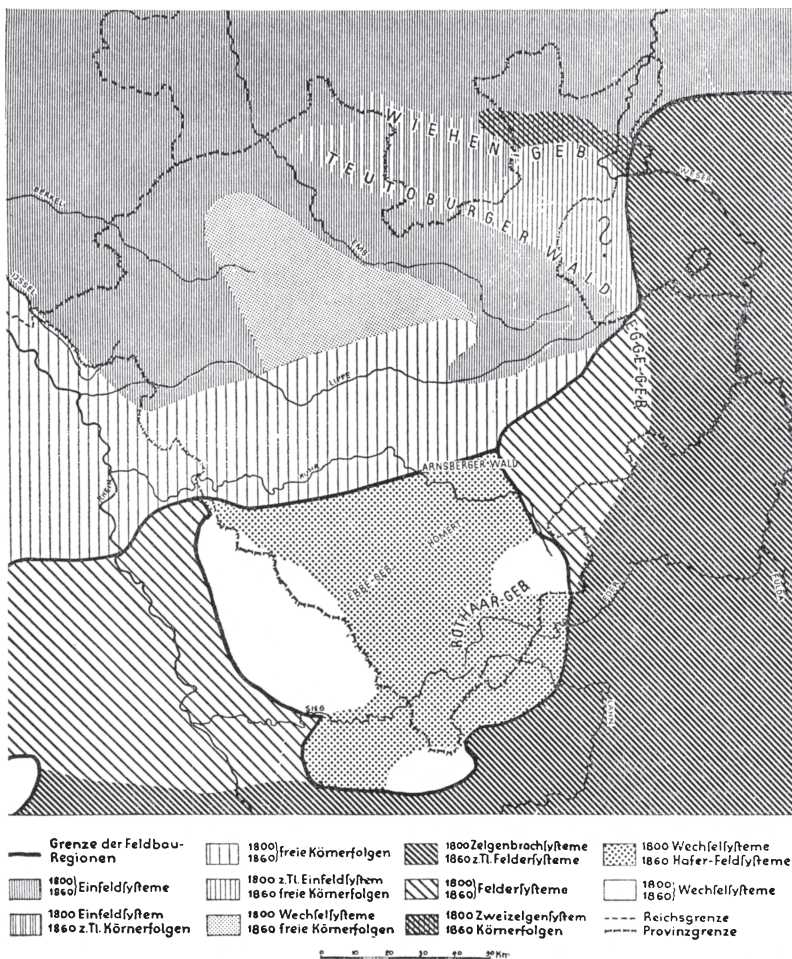 WIEHEN GEB.
TEUTOBURGER WALD
WESER
BERKEL
EMS
?
EGGE-GEB.
LIPPE
ARNSBERGER-WALD
RUHR
RHEIN
HOMERT
EBBE-GEB.
ROTHAAR-GEB.
FULDA
SIEG
Grenze der Feldbau-
Regionen
1800
1860} Einfeldſyſteme
1800 Einfeldſyſtem
1860 z.Tl. Körnerfolgen
1800
1860} freie Körnerfolgen
1800 z.Tl. Einfeldſyſtem
1860 freie Körnerfolgen
1800 Wechſelſyſteme
1860 freie Körnerfolgen
1800 Zelgenbrachſyſteme
1860 z.Tl. Felderſyſteme
1800
1860} Felderſyſteme
1800 Zweizelgenſyſtem
1860 Körnerfolgen
1800 Wechſelſyſteme
1860 Hafer-Feldſyſteme
1800
1860} Wechſelſyſteme
Reichsgrenze
Provinzgrenze
0 10 20 30 40 50 Km.